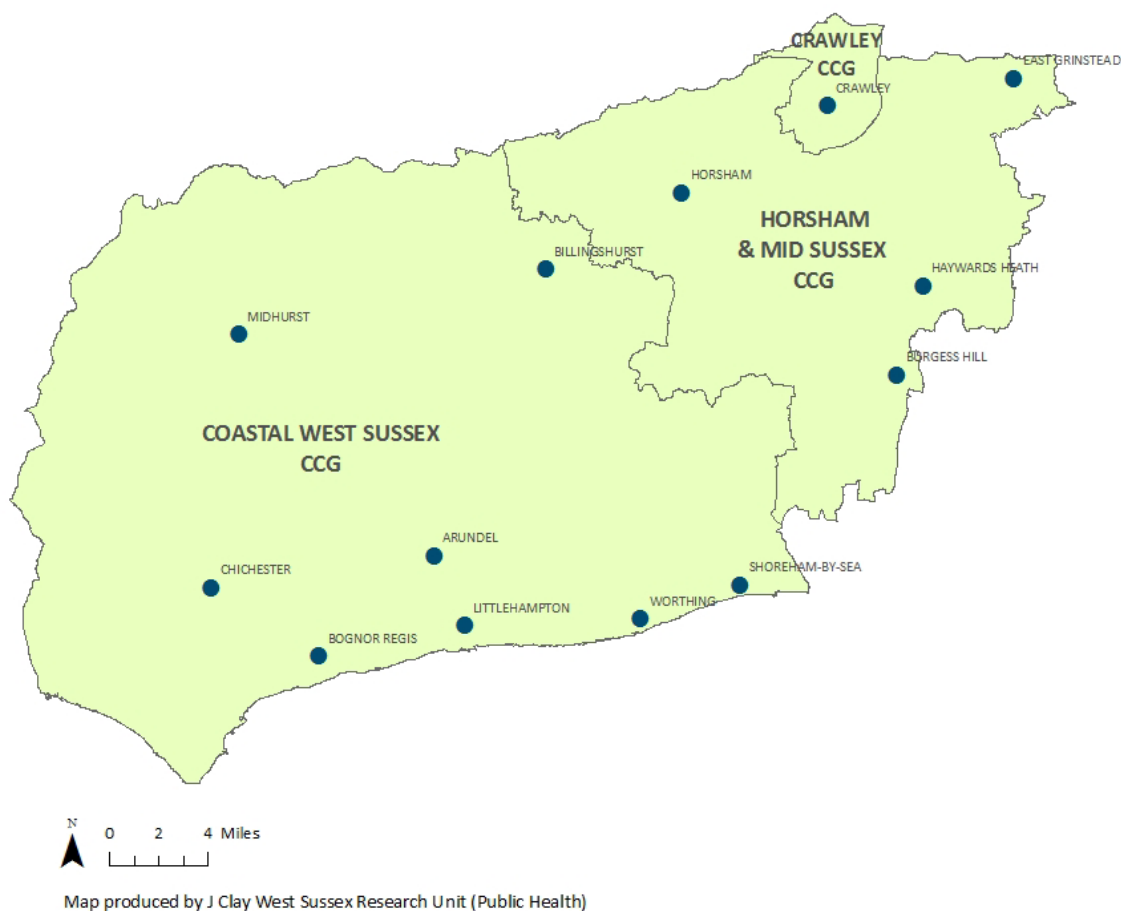 CRAWLEY
CCG
EAST GRINSTEAD
CRAWLEY
HORSHAM
HORSHAM
& MID SUSSEX
CCG
BILLINGSHURST
HAYWARDS HEATH
MIDHURST
BURGESS HILL
COASTAL WEST SUSSEX
CCG
ARUNDEL
CHICHESTER
SHOREHAM-BY-SEA
LITTLEHAMPTON
WORTHING
BOGNOR REGIS
N
0 2 4 Miles
Map produced by J Clay West Sussex Research Unit (Public Health)